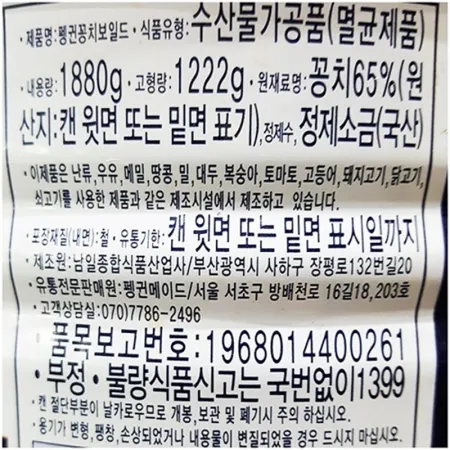 · 제품명:펭귄꽁치보일드 · 식품유형: 수산물가공품(멸균제품)
· 내용량: 1880g · 고형량: 1222g · 원재료명: 꽁치65%(원
산지:캔 윗면 또는 밑면 표기), 정제수, 정제소금(국산)
· 이제품은 난류,우유,메밀,땅콩,밀,대두,복숭아,토마토,고등어,돼지고기,닭고기,
쇠고기를 사용한 제품과 같은 제조시설에서 제조하고 있습니다.
· 포장재질(내면):철 · 유통기한: 캔 윗면 또는 밑면 표시일까지
· 제조원:남일종합식품산업사/부산광역시 사하구 장평로132번길20
· 유통전문판매원:펭귄메이드/서울 서초구 방배천로 16길18,203호
· 고객상담실:070)7786-2496
· 품목보고번호:1968014400261
· 부정 · 불량식품신고는 국번없이1399
· 캔 절단부분이 날카로우므로 개봉,보관 및 폐기시 주의 하십시오.
· 용기가 변형, 팽창, 손상되었거나 내용물이 변질되었을 경우 드시지 마십시오.